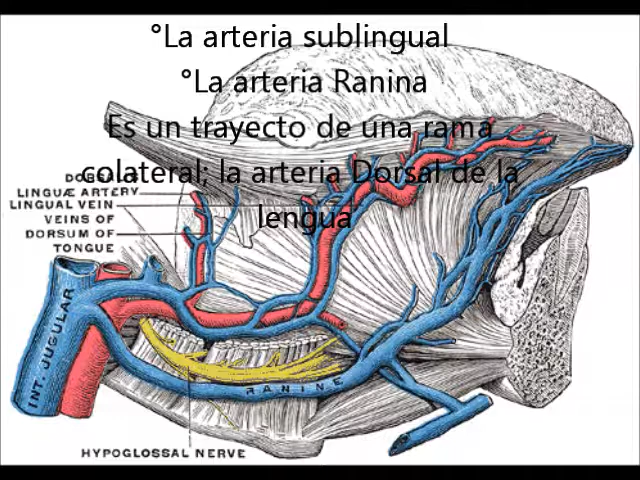 °La arteria sublingual
°La arteria Ranina
Es un trayecto de una rama
colateral; la arteria Dorsal de la
lengua
DORSALIS
LINGUÆ ARTERY
LINGUAL VEIN
VEINS OF
DORSUM OF
TONGUE
INT. JUGULAR
RANINE
HYPOGLOSSAL NERVE